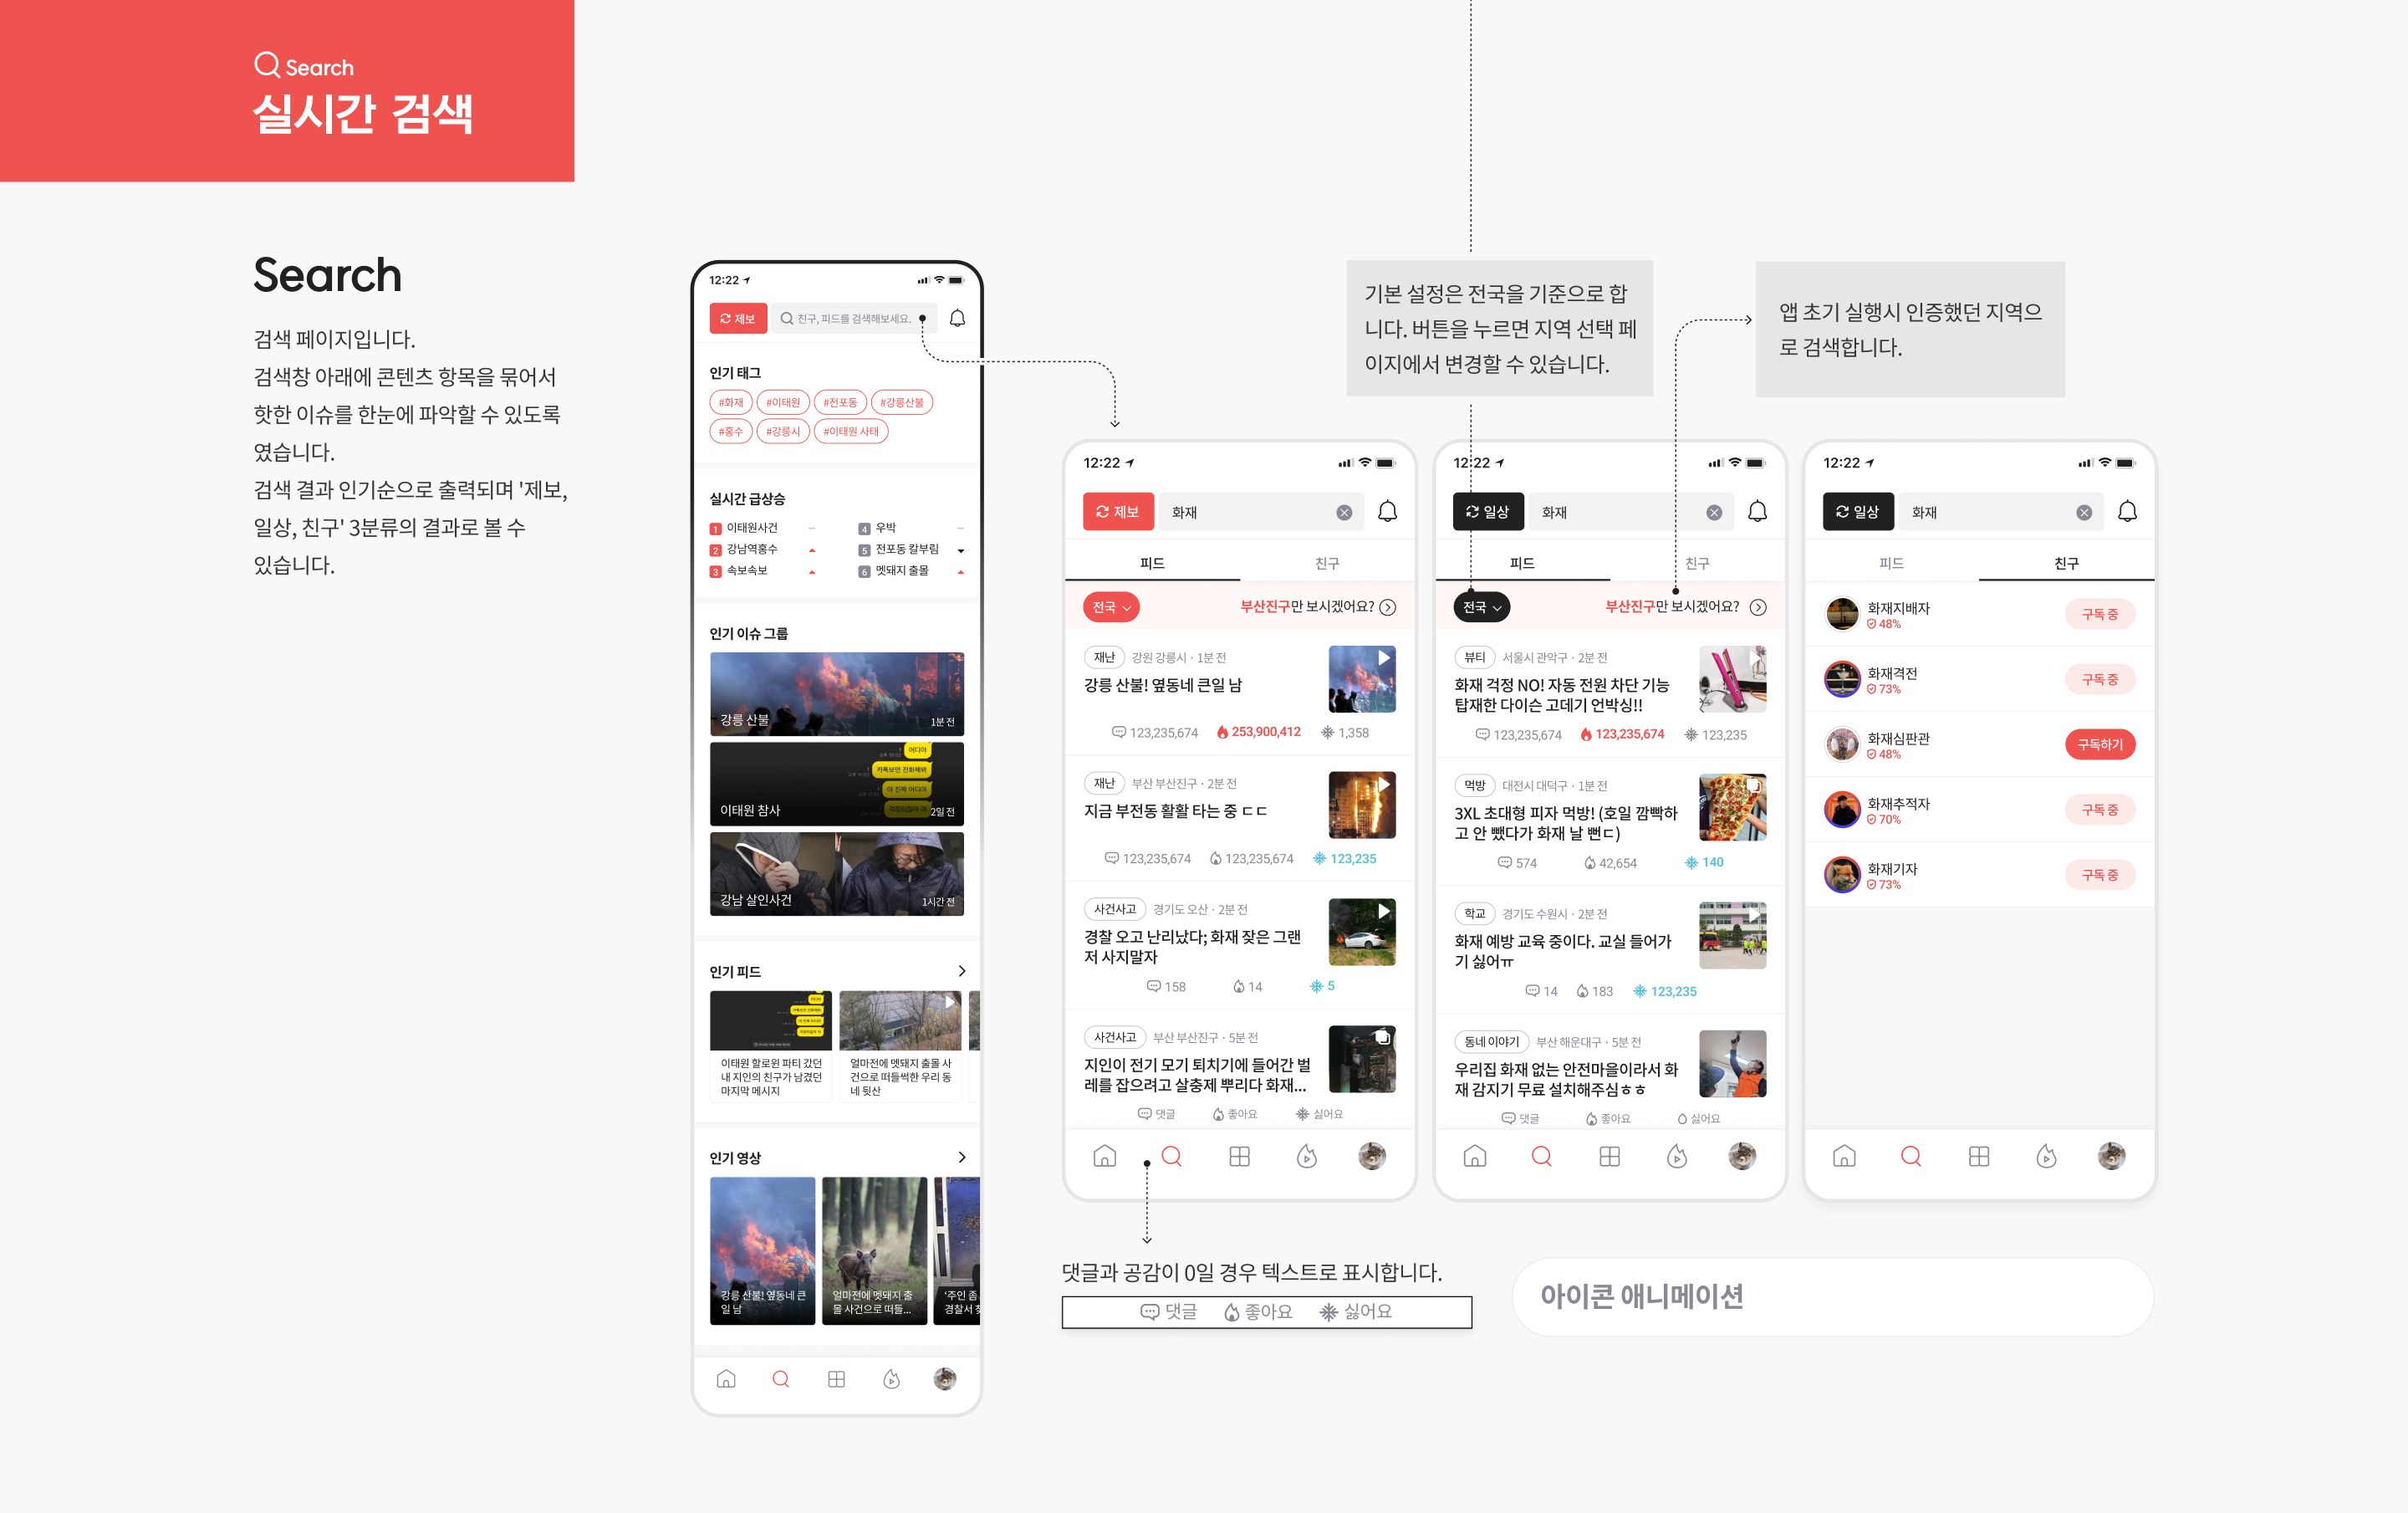 Search
실시간 검색
Search
검색 페이지입니다.
검색창 아래에 콘텐츠 항목을 묶어서
핫한 이슈를 한눈에 파악할 수 있도록
였습니다.
검색 결과 인기순으로 출력되며 '제보,
일상, 친구' 3분류의 결과로 볼 수
있습니다.
12:22
제보
친구, 피드를 검색해보세요.
인기 태그
#화재 #이태원 #전포동 #강릉산불
#홍수 #강릉시 #이태원 사태
실시간 급상승
1 이태원사건 4 우박
2 강남역홍수 5 전포동 칼부림
3 속보속보 6 멧돼지 출몰
인기 이슈 그룹
강릉 산불 1분 전
어디야
카톡보면 전화해봐
야 진짜 어디야
이태원 참사 2일 전
강남 살인사건 1시간 전
인기 피드
이태원 할로윈 파티 갔던
내 지인의 친구가 남겼던
마지막 메시지
얼마전에 멧돼지 출몰 사
건으로 떠들썩한 우리 동
네 뒷산
인기 영상
강릉 산불! 옆동네 큰
일 남
얼마전에 멧돼지 출
몰 사건으로 떠들...
'주인 좀
경찰서 찾
기본 설정은 전국을 기준으로 합
니다. 버튼을 누르면 지역 선택 페
이지에서 변경할 수 있습니다.
앱 초기 실행시 인증했던 지역으
로 검색합니다.
12:22
제보 화재
피드 친구
전국 부산진구만 보시겠어요?
재난 강원 강릉시 · 1분 전
강릉 산불! 옆동네 큰일 남
123,235,674 253,900,412 1,358
재난 부산 부산진구 · 2분 전
지금 부전동 활활 타는 중 ㄷㄷ
123,235,674 123,235,674 123,235
사건사고 경기도 오산 · 2분 전
경찰 오고 난리났다; 화재 잦은 그랜
저 사지말자
158 14 5
사건사고 부산 부산진구 · 5분 전
지인이 전기 모기 퇴치기에 들어간 벌
레를 잡으려고 살충제 뿌리다 화재...
댓글 좋아요 싫어요
12:22
일상 화재
피드 친구
전국 부산진구만 보시겠어요?
뷰티 서울시 관악구 · 2분 전
화재 걱정 NO! 자동 전원 차단 기능
탑재한 다이슨 고데기 언박싱!!
123,235,674 123,235,674 123,235
먹방 대전시 대덕구 · 1분 전
3XL 초대형 피자 먹방! (호일 깜빡하
고 안 뺐다가 화재 날 뻔ㄷ)
574 42,654 140
학교 경기도 수원시 · 2분 전
화재 예방 교육 중이다. 교실 들어가
기 싫어ㅠ
14 183 123,235
동네 이야기 부산 해운대구 · 5분 전
우리집 화재 없는 안전마을이라서 화
재 감지기 무료 설치해주심ㅎㅎ
댓글 좋아요 싫어요
12:22
일상 화재
피드 친구
화재지배자
48%
구독 중
화재격전
73%
구독 중
화재심판관
48%
구독하기
화재추적자
70%
구독 중
화재기자
73%
구독 중
댓글과 공감이 0일 경우 텍스트로 표시합니다.
댓글 좋아요 싫어요
아이콘 애니메이션